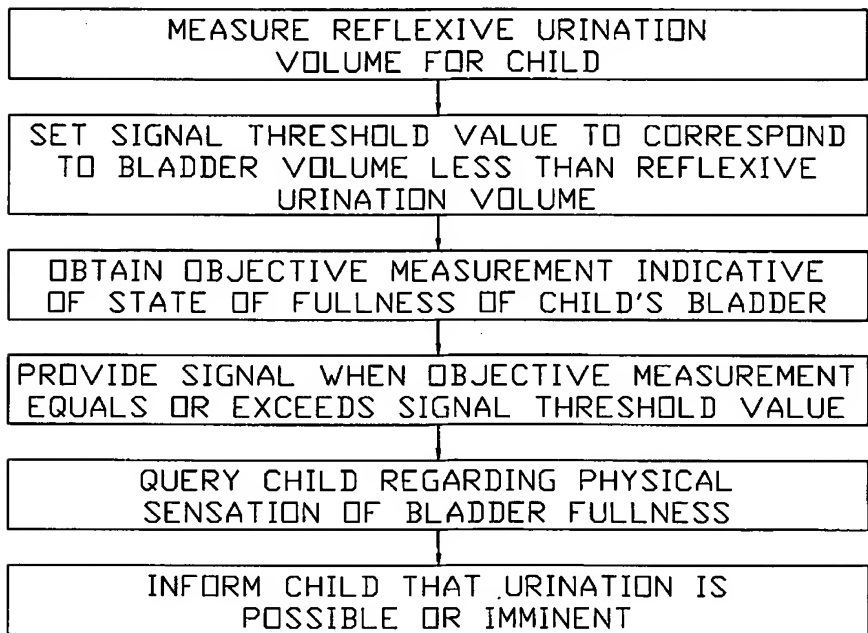 MEASURE REFLEXIVE URINATION
VOLUME FOR CHILD
SET SIGNAL THRESHOLD VALUE TO CORRESPOND
TO BLADDER VOLUME LESS THAN REFLEXIVE
URINATION VOLUME
OBTAIN OBJECTIVE MEASUREMENT INDICATIVE
OF STATE OF FULLNESS OF CHILD'S BLADDER
PROVIDE SIGNAL WHEN OBJECTIVE MEASUREMENT
EQUALS OR EXCEEDS SIGNAL THRESHOLD VALUE
QUERY CHILD REGARDING PHYSICAL
SENSATION OF BLADDER FULLNESS
INFORM CHILD THAT URINATION IS
POSSIBLE OR IMMINENT